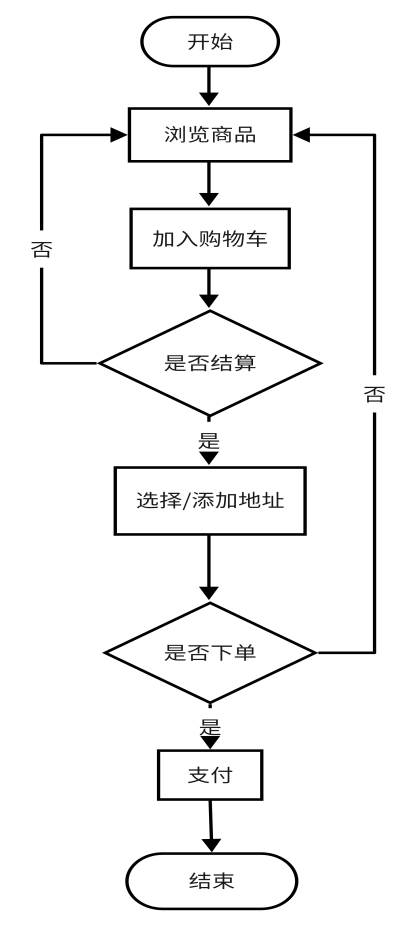 开始
浏览商品
加入购物车
否
是否结算
否
是
选择/添加地址
是否下单
是
支付
结束